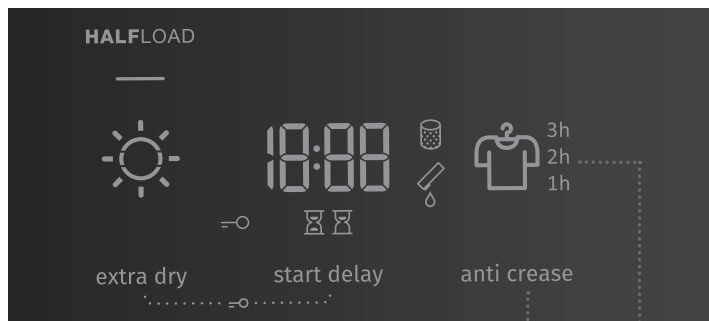 HALFLOAD
18:88
3h
2h
1h
extra dry
start delay
anti crease